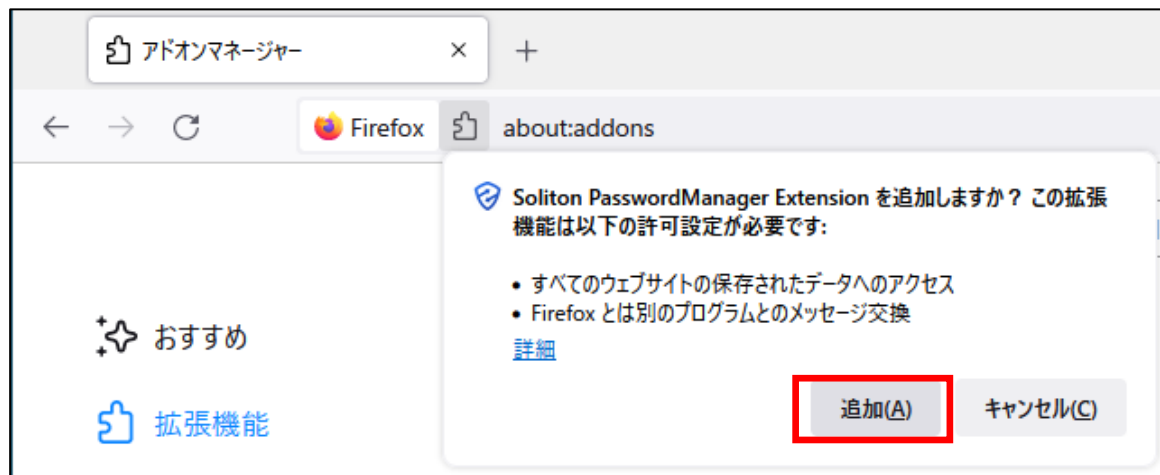 アドオンマネージャー
Firefox about:addons
Soliton PasswordManager Extension を追加しますか? この拡張
機能は以下の許可設定が必要です:
• すべてのウェブサイトの保存されたデータへのアクセス
• Firefox とは別のプログラムとのメッセージ交換
詳細
追加(A) キャンセル(C)
おすすめ
拡張機能